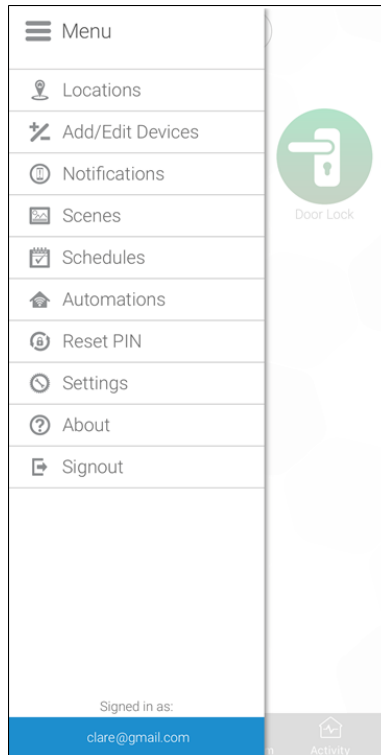 Menu
Locations
Add/Edit Devices
Notifications
Scenes
Schedules
Automations
Reset PIN
Settings
About
Signout
Door Lock
Signed in as:
clare@gmail.com
Activity